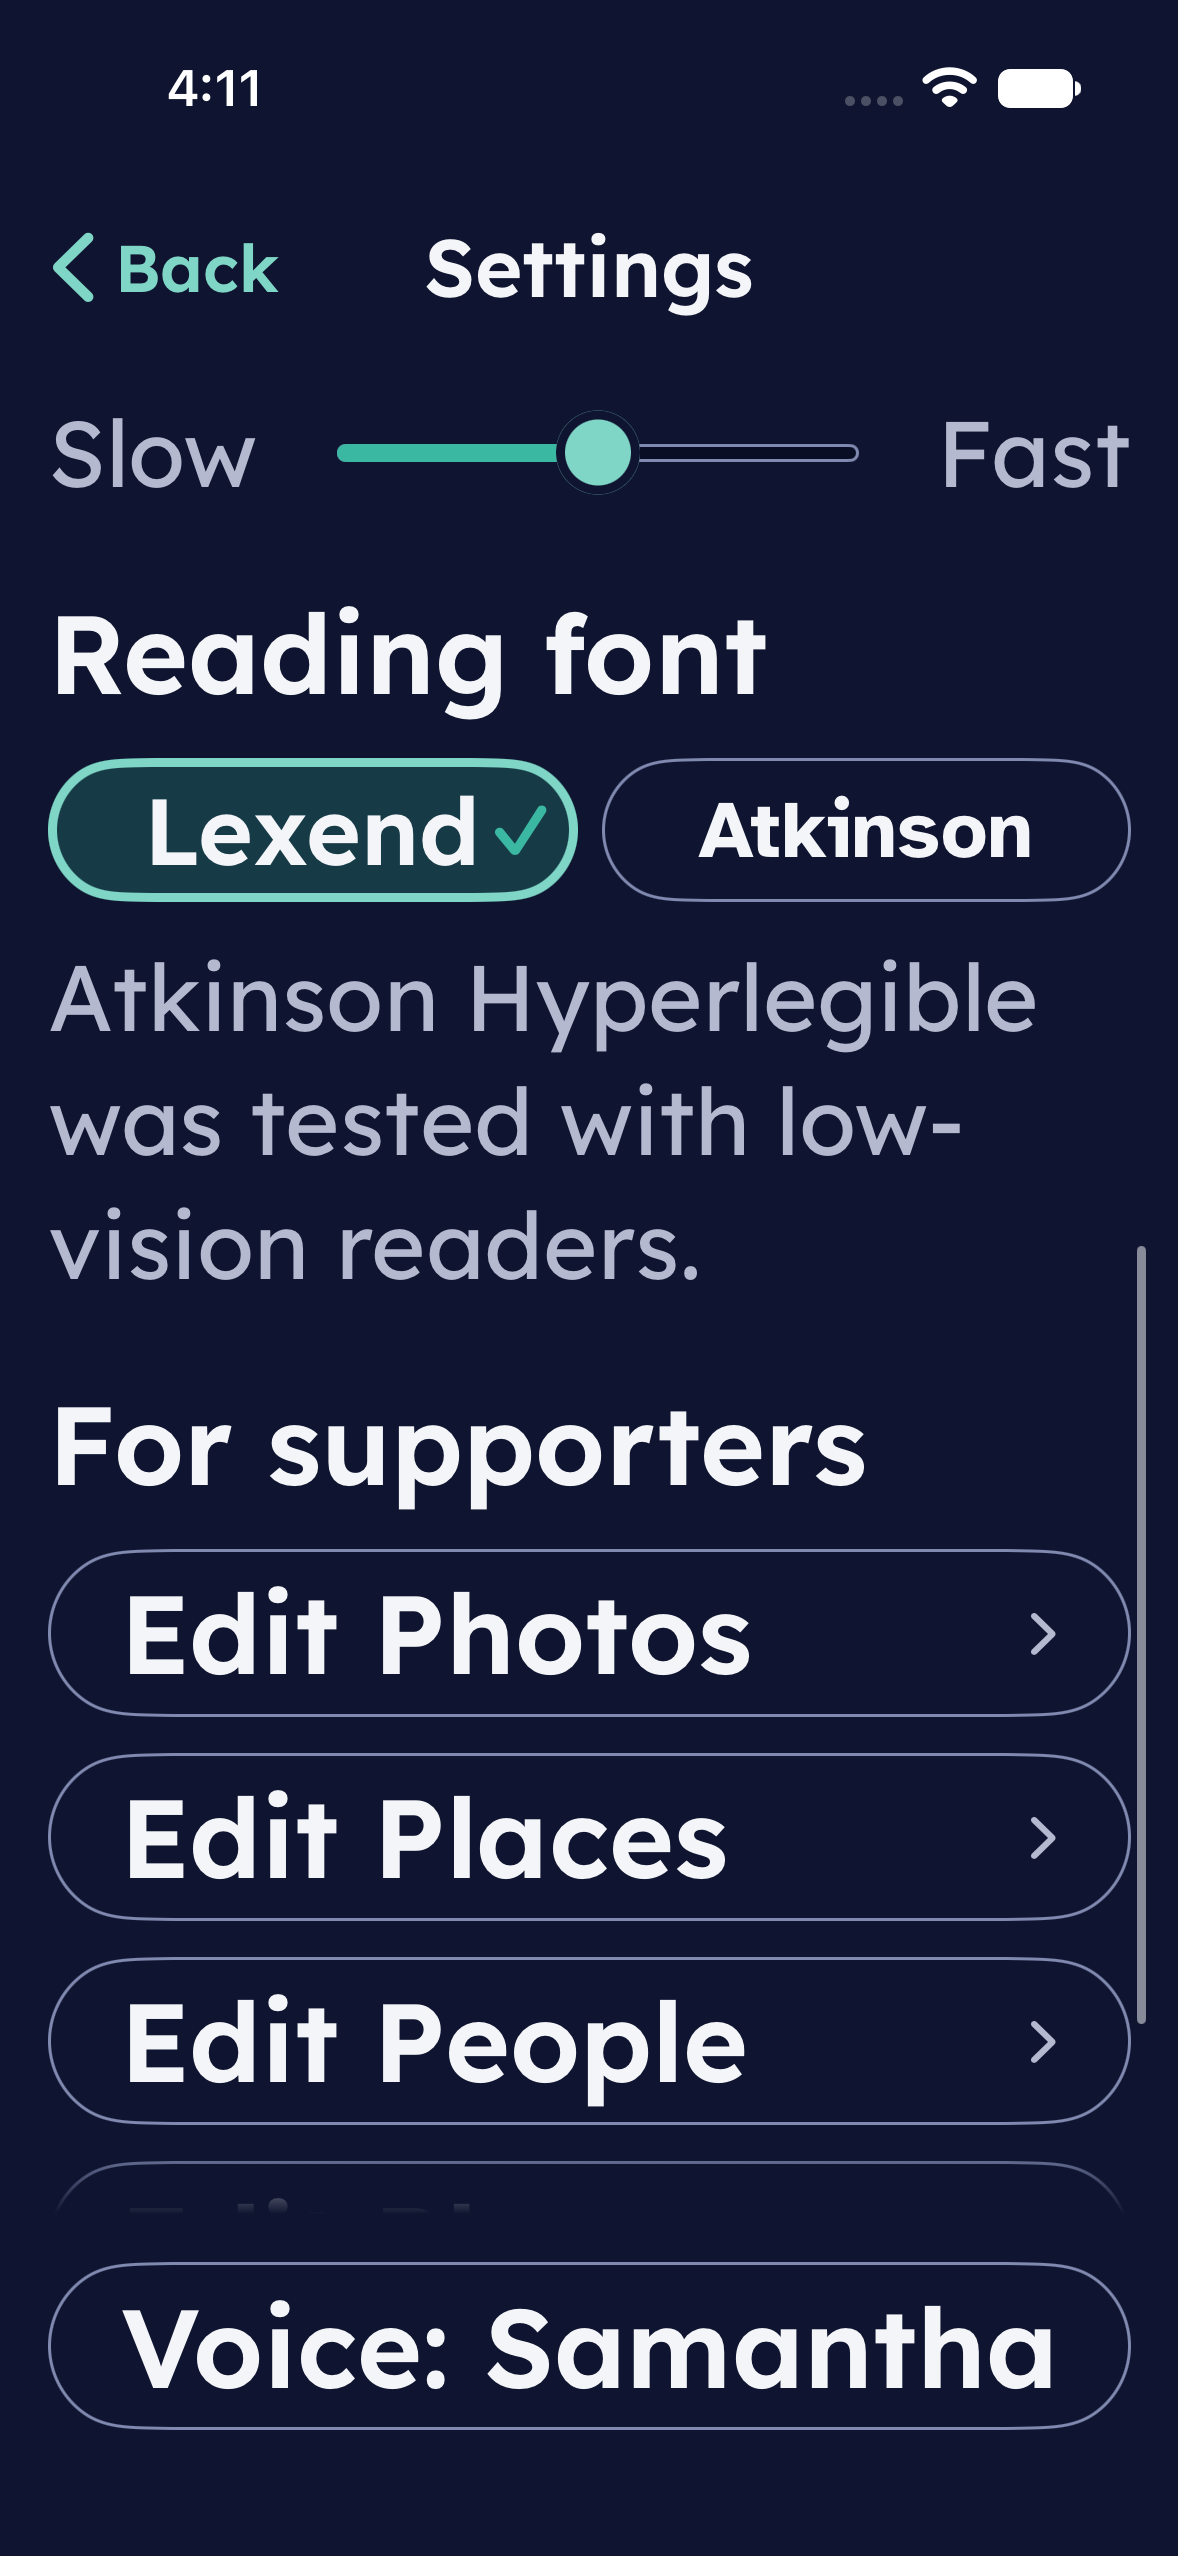 4:11
Back
Settings
Slow
Fast
Reading font
Lexend
Atkinson
Atkinson Hyperlegible
was tested with low-
vision readers.
For supporters
Edit Photos
Edit Places
Edit People
Voice: Samantha